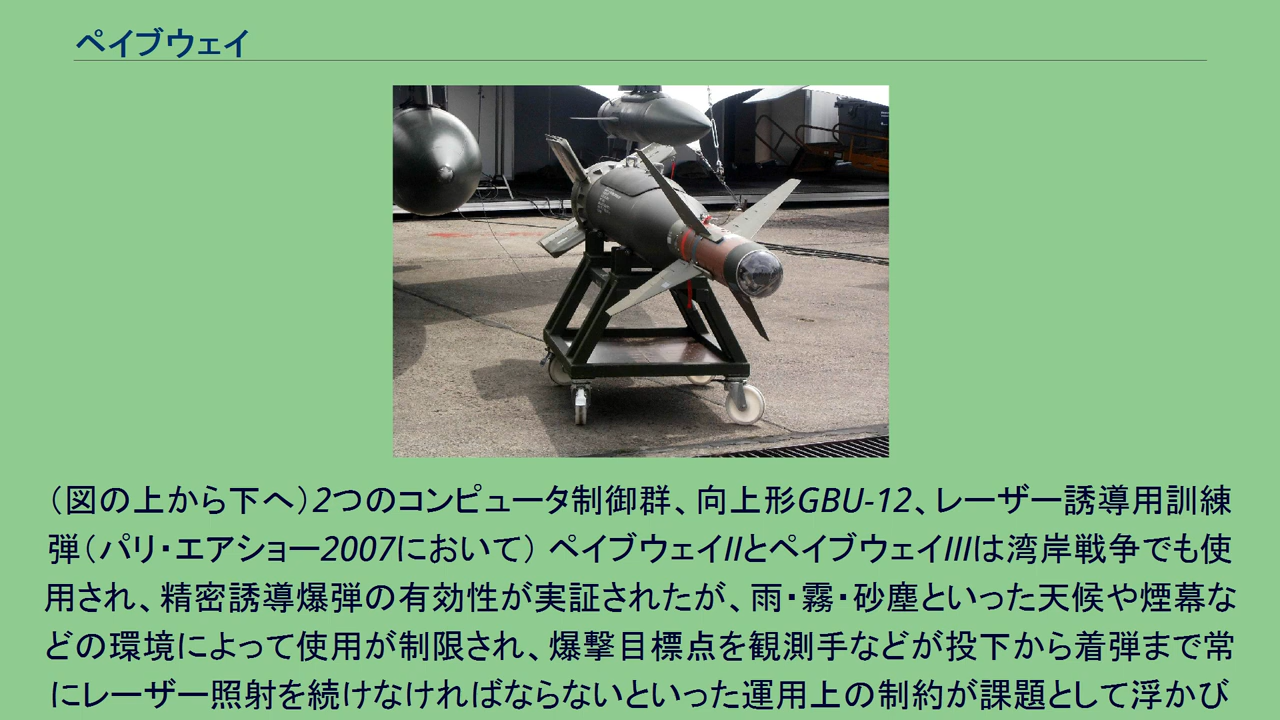 ペイブウェイ
（図の上から下へ）2つのコンピュータ制御群、向上形GBU-12、レーザー誘導用訓練
弾（パリ・エアショー2007において） ペイブウェイIIとペイブウェイIIIは湾岸戦争でも使
用され、精密誘導爆弾の有効性が実証されたが、雨・霧・砂塵といった天候や煙幕な
どの環境によって使用が制限され、爆撃目標点を観測手などが投下から着弾まで常
にレーザー照射を続けなければならないといった運用上の制約が課題として浮かび